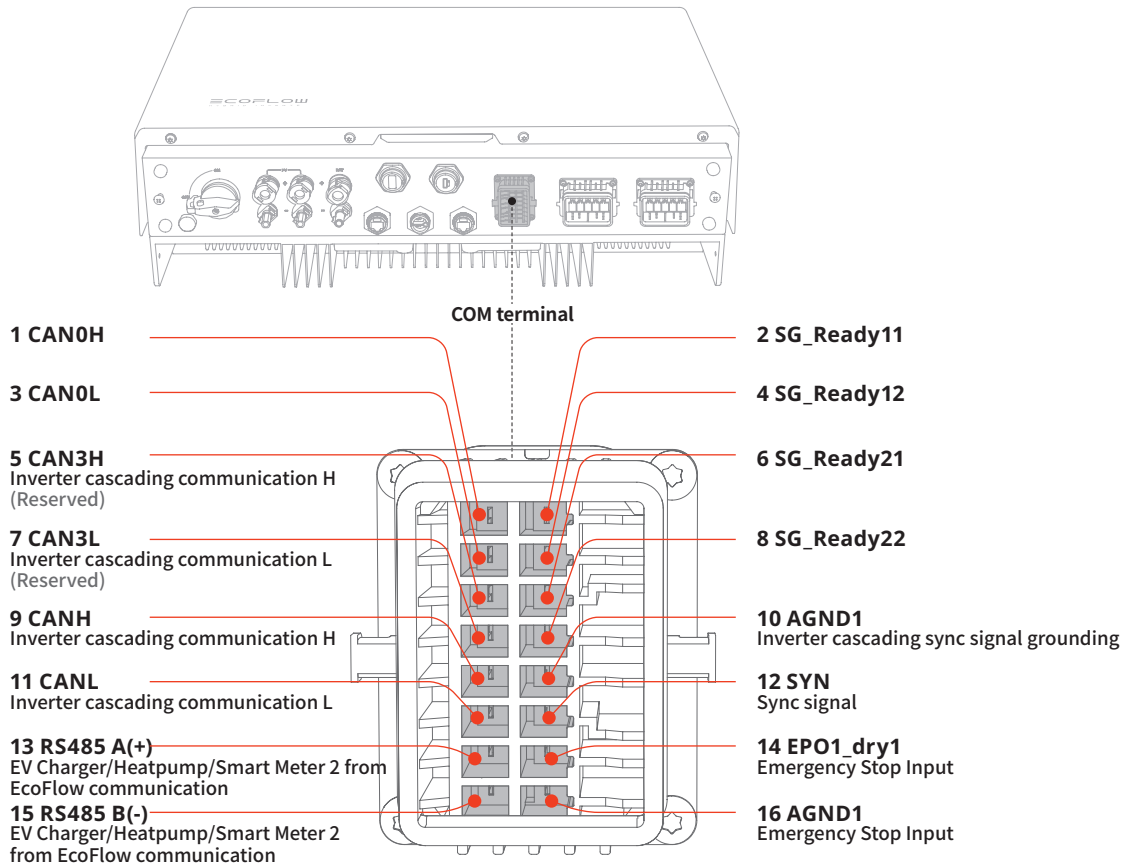 ECOFLOW
COM terminal
1 CAN0H
2 SG_Ready11
3 CAN0L
4 SG_Ready12
5 CAN3H
Inverter cascading communication H
(Reserved)
6 SG_Ready21
7 CAN3L
Inverter cascading communication L
(Reserved)
8 SG_Ready22
9 CANH
Inverter cascading communication H
10 AGND1
Inverter cascading sync signal grounding
11 CANL
Inverter cascading communication L
12 SYN
Sync signal
13 RS485 A(+)
EV Charger/Heatpump/Smart Meter 2 from
EcoFlow communication
14 EPO1_dry1
Emergency Stop Input
15 RS485 B(-)
EV Charger/Heatpump/Smart Meter 2
from EcoFlow communication
16 AGND1
Emergency Stop Input